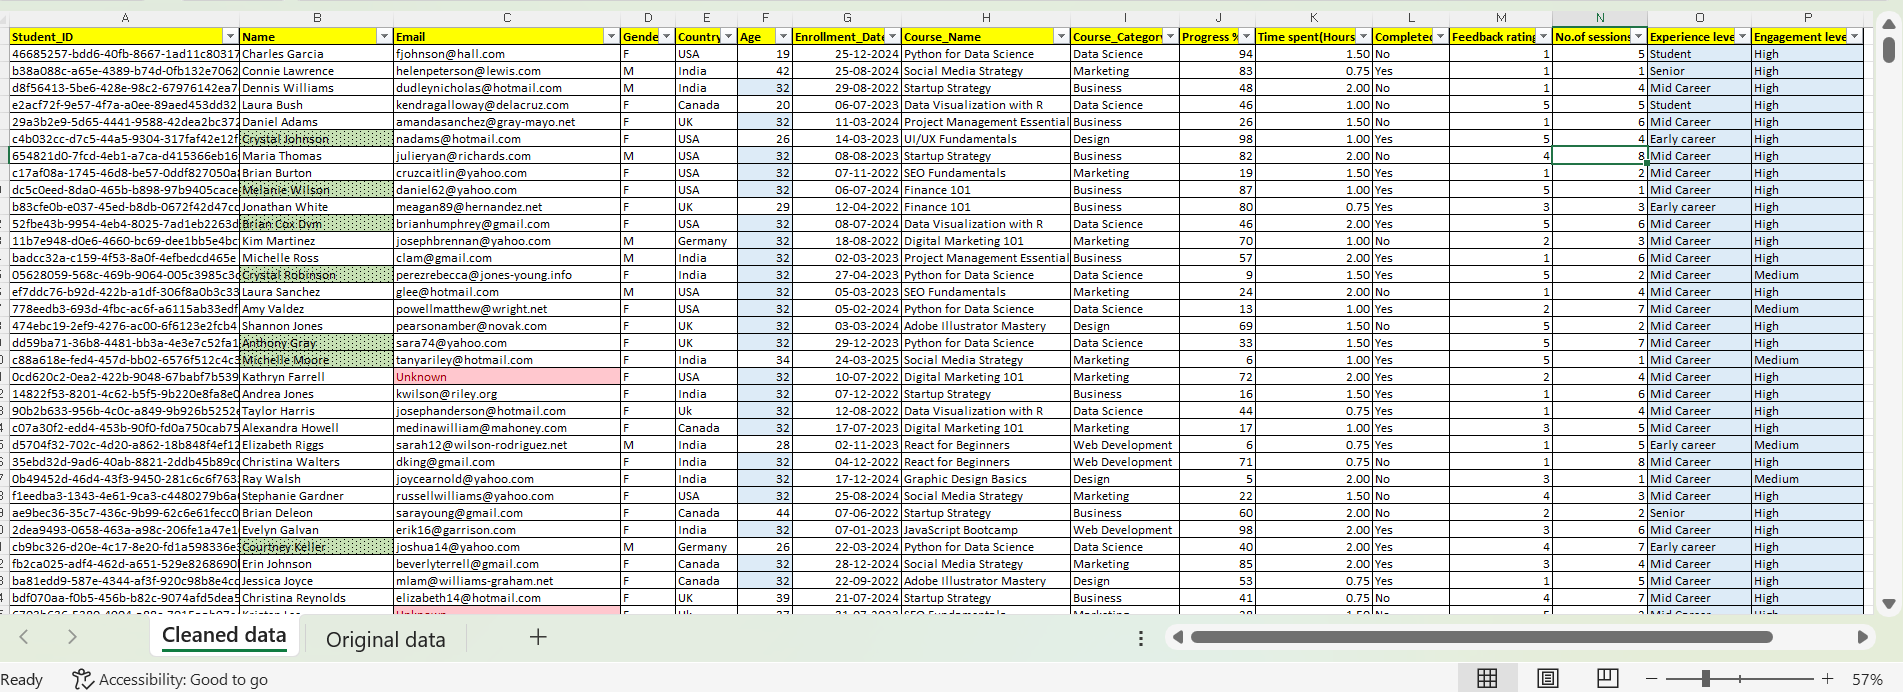 A B C D E F G H I J K L M N O P
Student_ID Name Email Gende Country Age Enrollment_Date Course_Name Course_Categor Progress % Time spent(Hours Complete Feedback rating No.of sessions Experience leve Engagement leve
46685257-bdd6-40fb-8667-1ad11c80317 Charles Garcia fjohnson@hall.com F USA 19 25-12-2024 Python for Data Science Data Science 94 1.50 No 1 5 Student High
b38a088c-a65e-4389-b74d-0fb132e7062 Connie Lawrence helenpeterson@lewis.com M India 42 25-08-2024 Social Media Strategy Marketing 83 0.75 Yes 1 1 Senior High
d8f56413-5be6-428e-98c2-67976142ea7 Dennis Williams dudleynicholas@hotmail.com M India 32 29-08-2022 Startup Strategy Business 48 2.00 No 1 4 Mid Career High
e2acf72f-9e57-4f7a-a0ee-89aed453dd32 Laura Bush kendragalloway@delacruz.com F Canada 20 06-07-2023 Data Visualization with R Data Science 46 1.00 No 5 5 Student High
29a3b2e9-5d65-4441-9588-42dea2bc372 Daniel Adams amandasanchez@gray-mayo.net F UK 32 11-03-2024 Project Management Essential Business 26 1.50 No 1 6 Mid Career High
c4b032cc-d7c5-44a5-9304-317faf42e12f Crystal Johnson nadams@hotmail.com F USA 26 14-03-2023 UI/UX Fundamentals Design 98 1.00 Yes 5 4 Early career High
654821d0-7fcd-4eb1-a7ca-d415366eb16 Maria Thomas julieryan@richards.com M USA 32 08-08-2023 Startup Strategy Business 82 2.00 No 4 8 Mid Career High
c17af08a-1745-46d8-be57-0ddf827050a Brian Burton cruzcaitlin@yahoo.com F USA 32 07-11-2022 SEO Fundamentals Marketing 19 1.50 Yes 1 2 Mid Career High
dc5c0eed-8da0-465b-b898-97b9405cace Melanie Wilson daniel62@yahoo.com F USA 32 06-07-2024 Finance 101 Business 87 1.00 Yes 5 1 Mid Career High
b83cfe0b-e037-45ed-b8db-0672f42d47cc Jonathan White meagan89@hernandez.net F UK 29 12-04-2022 Finance 101 Business 80 0.75 Yes 3 3 Early career High
52fbe43b-9954-4eb4-8025-7ad1eb2263d Brian Cox Dvm brianhumphrey@gmail.com F USA 32 08-07-2024 Data Visualization with R Data Science 46 2.00 Yes 5 6 Mid Career High
11b7e948-d0e6-4660-bc69-dee1bb5e4bc Kim Martinez josephbrennan@yahoo.com M Germany 32 18-08-2022 Digital Marketing 101 Marketing 70 1.00 No 2 3 Mid Career High
badcc32a-c159-4f53-8a0f-4efbedcd465e Michelle Ross clam@gmail.com M India 32 02-03-2023 Project Management Essential Business 57 2.00 Yes 1 6 Mid Career High
05628059-568c-469b-9064-005c3985c3c Crystal Robinson perezrebecca@jones-young.info F India 32 27-04-2023 Python for Data Science Data Science 9 1.50 Yes 5 2 Mid Career Medium
ef7ddc76-b92d-422b-a1df-306f8a0b3c33 Laura Sanchez glee@hotmail.com M USA 32 05-03-2023 SEO Fundamentals Marketing 24 2.00 No 1 4 Mid Career High
778eedb3-693d-4fbc-ac6f-a6115ab33edf Amy Valdez powellmatthew@wright.net F USA 32 05-02-2024 Python for Data Science Data Science 13 1.00 Yes 2 7 Mid Career Medium
474ebc19-2ef9-4276-ac00-6f6123e2fcb4 Shannon Jones pearsonamber@novak.com F UK 32 03-03-2024 Adobe Illustrator Mastery Design 69 1.50 No 5 2 Mid Career High
dd59ba71-36b8-4481-bb3a-4e3e7c52fa1 Anthony Gray sara74@yahoo.com F UK 32 29-12-2023 Python for Data Science Data Science 33 1.50 Yes 5 7 Mid Career High
c88a618e-fed4-457d-bb02-6576f512c4c3 Michelle Moore tanyariley@hotmail.com F India 34 24-03-2025 Social Media Strategy Marketing 6 1.00 Yes 5 1 Mid Career Medium
0cd620c2-0ea2-422b-9048-67babf7b539 Kathryn Farrell Unknown F USA 32 10-07-2022 Digital Marketing 101 Marketing 72 2.00 Yes 2 4 Mid Career High
14822f53-8201-4c62-b5f5-9b220e8fa8e0 Andrea Jones kwilson@riley.org F India 32 07-12-2022 Startup Strategy Business 16 1.50 Yes 1 6 Mid Career High
90b2b633-956b-4c0c-a849-9b926b5252e Taylor Harris josephanderson@hotmail.com F Uk 32 12-08-2022 Data Visualization with R Data Science 44 0.75 Yes 1 4 Mid Career High
c07a30f2-edd4-453b-90f0-fd0a750cab75 Alexandra Howell medinawilliam@mahoney.com F Canada 32 17-07-2023 Digital Marketing 101 Marketing 17 1.00 Yes 3 5 Mid Career High
d5704f32-702c-4d20-a862-18b848f4ef12 Elizabeth Riggs sarah12@wilson-rodriguez.net M India 28 02-11-2023 React for Beginners Web Development 6 0.75 Yes 1 5 Early career Medium
35ebd32d-9ad6-40ab-8821-2ddb45b89cc Christina Walters dking@gmail.com F India 32 04-12-2022 React for Beginners Web Development 71 0.75 No 1 8 Mid Career High
0b49452d-46d4-43f3-9450-281c6c6f763 Ray Walsh joycearnold@yahoo.com F India 32 17-12-2024 Graphic Design Basics Design 5 2.00 No 3 1 Mid Career Medium
f1eedba3-1343-4e61-9ca3-c4480279b6a Stephanie Gardner russellwilliams@yahoo.com F USA 32 25-08-2024 Social Media Strategy Marketing 22 1.50 No 4 3 Mid Career High
ae9bec36-35c7-436c-9b99-62c6e61fecc0 Brian Deleon sarayoung@gmail.com F Canada 44 07-06-2022 Startup Strategy Business 60 2.00 No 2 2 Senior High
2dea9493-0658-463a-a98c-206fe1a47e1 Evelyn Galvan erik16@garrison.com F India 32 07-01-2023 JavaScript Bootcamp Web Development 98 2.00 Yes 3 6 Mid Career High
cb9bc326-d20e-4c17-8e20-fd1a598336e Courtney Keller joshua14@yahoo.com M Germany 26 22-03-2024 Python for Data Science Data Science 40 2.00 Yes 4 7 Early career High
fb2ca025-adf4-462d-a651-529e8268690 Erin Johnson beverlyterrell@gmail.com F Canada 32 28-12-2024 Social Media Strategy Marketing 85 2.00 Yes 3 4 Mid Career High
ba81edd9-587e-4344-af3f-920c98b8e4cc Jessica Joyce mlam@williams-graham.net F Canada 32 22-09-2022 Adobe Illustrator Mastery Design 53 0.75 Yes 1 5 Mid Career High
bdf070aa-f0b5-456b-b82c-9074afd5dea5 Christina Reynolds elizabeth14@hotmail.com F UK 39 21-07-2024 Startup Strategy Business 41 0.75 No 4 7 Mid Career High
Cleaned data Original data
Ready Accessibility: Good to go 57%